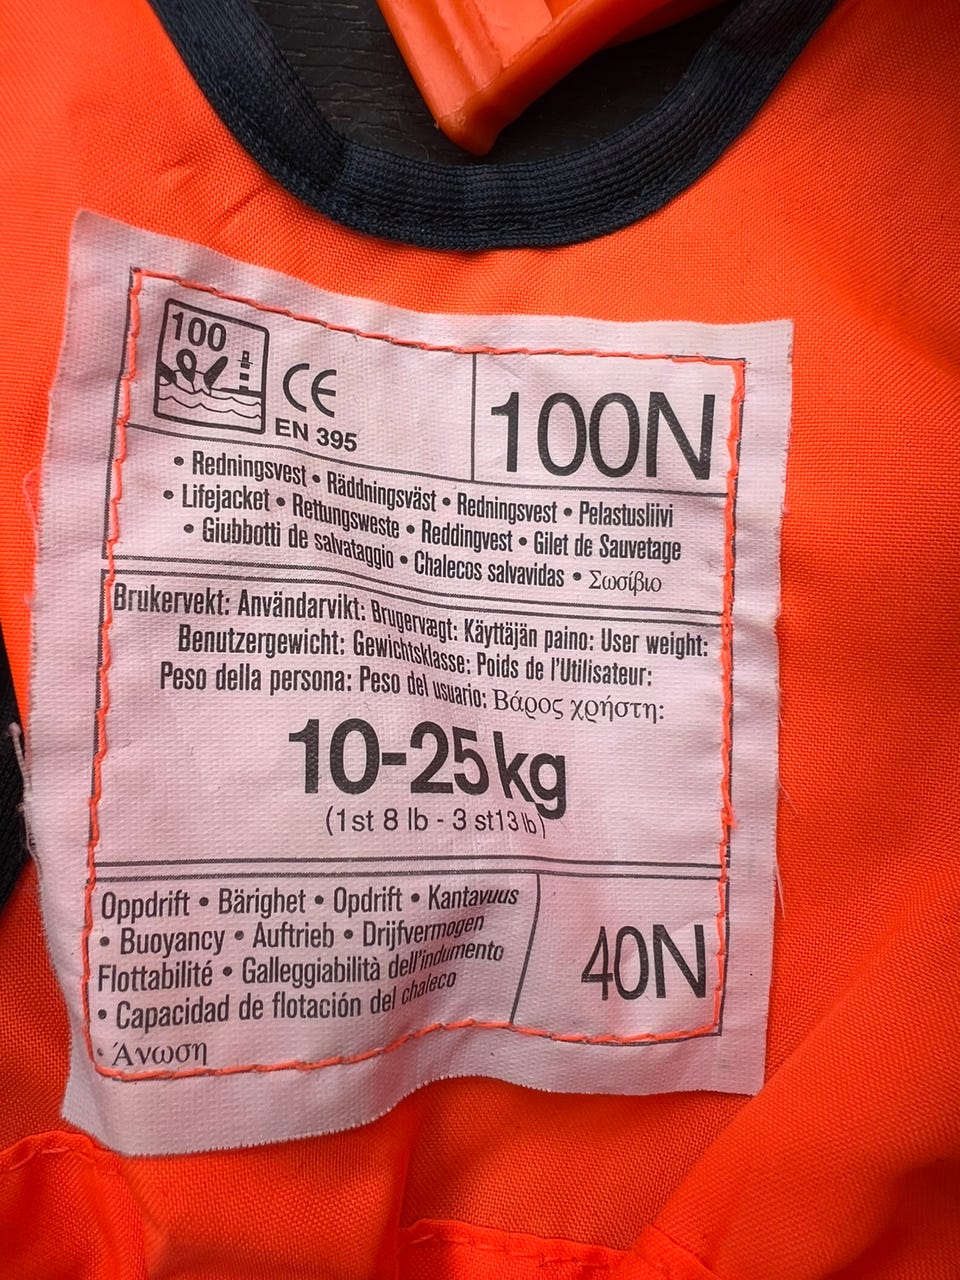 100
CE
EN 395
100N
• Redningsvest • Räddningsväst • Redningsvest • Pelastusliivi
• Lifejacket • Rettungsweste • Reddingvest • Gilet de Sauvetage
• Giubbotti de salvataggio • Chalecos salvavidas • Σωσίβιο
Brukervekt: Användarvikt: Brugervægt: Käyttäjän paino: User weight:
Benutzergewicht: Gewichtsklasse: Poids de l'Utilisateur:
Peso della persona: Peso del usuario: Βάρος χρήστη:
10-25 kg
(1st 8 lb - 3 st13 lb)
Oppdrift • Bärighet • Opdrift • Kantavuus
• Buoyancy • Auftrieb • Drijfvermogen
Flottabilité • Galleggiabilità dell'indumento
• Capacidad de flotación del chaleco
• Άνωση
40N